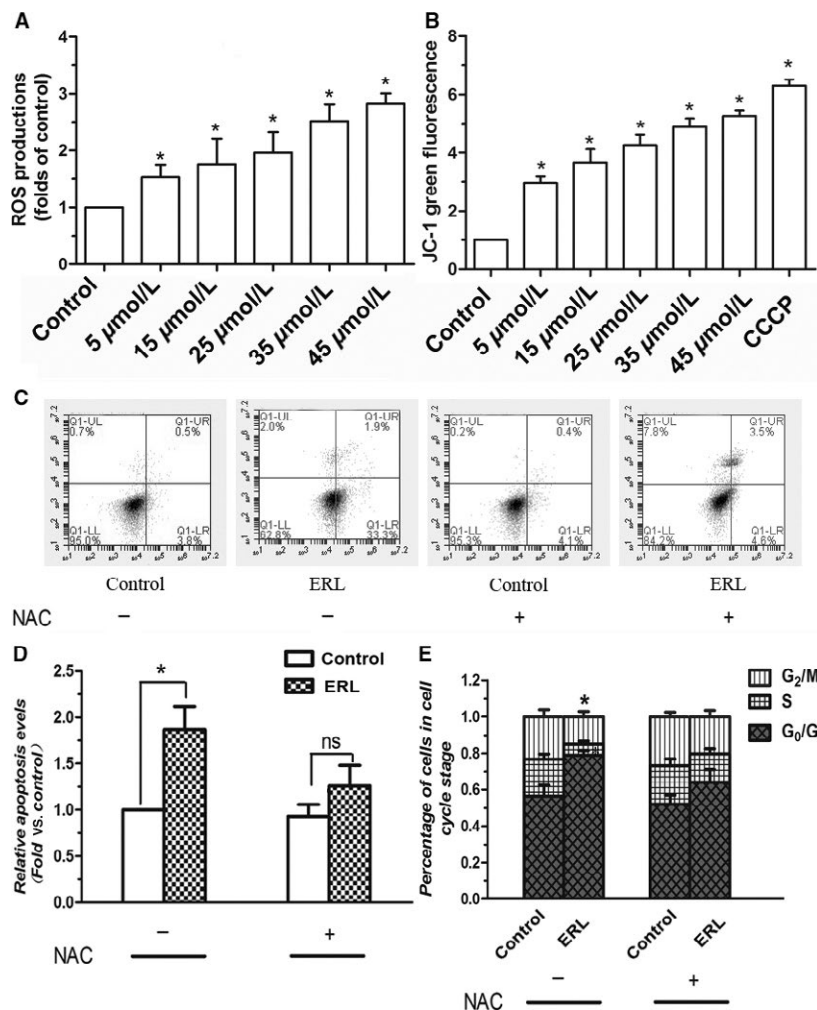 A
ROS productions
(folds of control)
4
3
2
1
0
*
*
*
*
*
Control
5 µmol/L
15 µmol/L
25 µmol/L
35 µmol/L
45 µmol/L
B
JC-1 green fluorescence
8
6
4
2
0
*
*
*
*
*
*
Control
5 µmol/L
15 µmol/L
25 µmol/L
35 µmol/L
45 µmol/L
CCCP
C
Q1-UL
0.7%
Q1-UR
0.5%
Q1-LL
95.0%
Q1-LR
3.8%
Control
Q1-UL
2.0%
Q1-UR
1.9%
Q1-LL
62.8%
Q1-LR
33.3%
ERL
Q1-UL
0.2%
Q1-UR
0.4%
Q1-LL
95.3%
Q1-LR
4.1%
Control
Q1-UL
7.8%
Q1-UR
3.5%
Q1-LL
84.2%
Q1-LR
4.6%
ERL
NAC − − + +
D
Relative apoptosis evels
(Fold vs. control)
2.5
2.0
1.5
1.0
0.5
0.0
*
ns
Control
ERL
NAC − +
E
Percentage of cells in cell
cycle stage
1.2
1.0
0.8
0.6
0.4
0.2
0.0
*
G2/M
S
G0/G
Control
ERL
Control
ERL
NAC − +